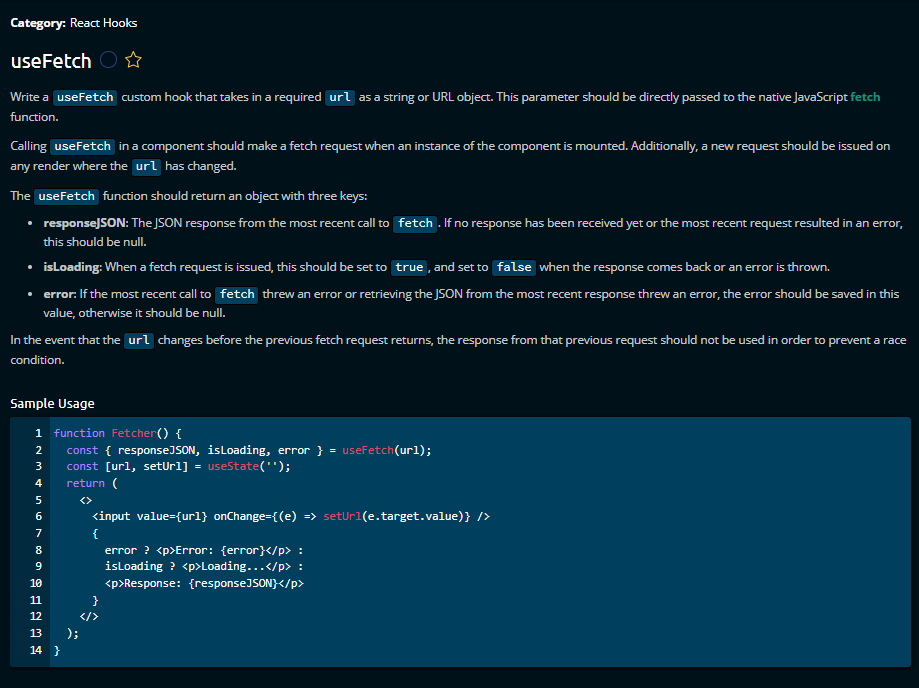 Category: React Hooks
useFetch
Write a useFetch custom hook that takes in a required url as a string or URL object. This parameter should be directly passed to the native JavaScript fetch
function.
Calling useFetch in a component should make a fetch request when an instance of the component is mounted. Additionally, a new request should be issued on
any render where the url has changed.
The useFetch function should return an object with three keys:
• responseJSON: The JSON response from the most recent call to fetch. If no response has been received yet or the most recent request resulted in an error,
this should be null.
• isLoading: When a fetch request is issued, this should be set to true, and set to false when the response comes back or an error is thrown.
• error: If the most recent call to fetch threw an error or retrieving the JSON from the most recent response threw an error, the error should be saved in this
value, otherwise it should be null.
In the event that the url changes before the previous fetch request returns, the response from that previous request should not be used in order to prevent a race
condition.
Sample Usage
1 function Fetcher() {
2   const { responseJSON, isLoading, error } = useFetch(url);
3   const [url, setUrl] = useState('');
4   return (
5     <>
6       <input value={url} onChange={(e) => setUrl(e.target.value)} />
7       {
8         error ? <p>Error: {error}</p> :
9         isLoading ? <p>Loading...</p> :
10         <p>Response: {responseJSON}</p>
11       }
12     </>
13   );
14 }